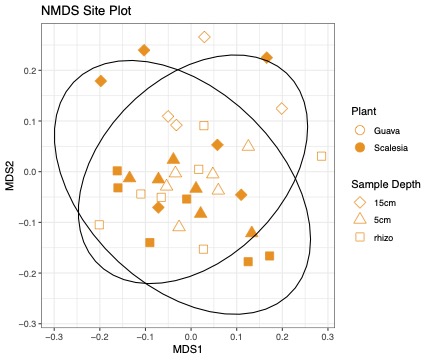 NMDS Site Plot
MDS2
0.2
0.1
0.0
−0.1
−0.2
−0.3
−0.3 −0.2 −0.1 0.0 0.1 0.2 0.3
MDS1
Plant
Guava
Scalesia
Sample Depth
15cm
5cm
rhizo